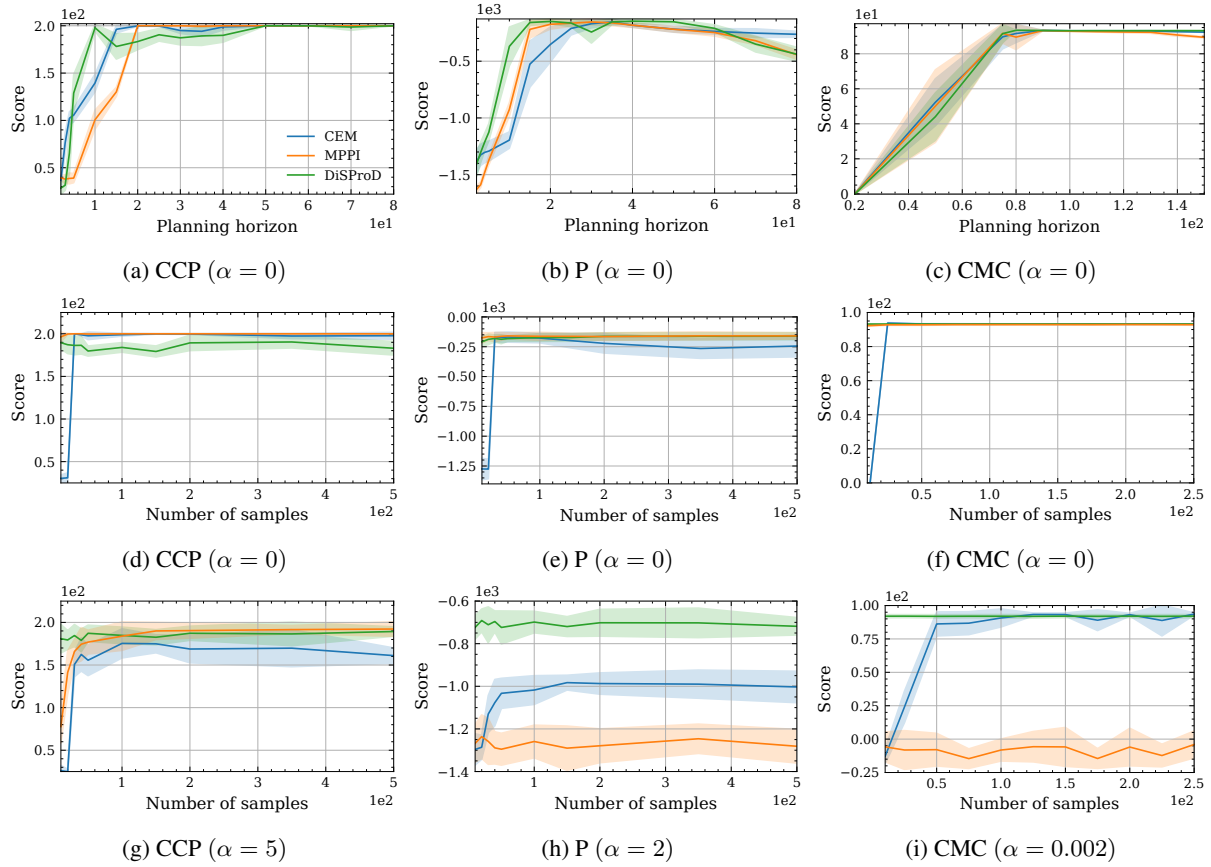 1e2
2.0
1.5
1.0
0.5
Score
CEM
MPPI
DiSProD
1 2 3 4 5 6 7 8
Planning horizon
1e1
(a) CCP (α = 0)
1e3
−0.5
−1.0
−1.5
Score
2 4 6 8
Planning horizon
1e1
(b) P (α = 0)
1e1
8
6
4
2
0
Score
0.2 0.4 0.6 0.8 1.0 1.2 1.4
Planning horizon
1e2
(c) CMC (α = 0)
1e2
2.0
1.5
1.0
0.5
Score
1 2 3 4 5
Number of samples
1e2
(d) CCP (α = 0)
1e3
0.00
−0.25
−0.50
−0.75
−1.00
−1.25
Score
1 2 3 4 5
Number of samples
1e2
(e) P (α = 0)
1e2
1.0
0.8
0.6
0.4
0.2
0.0
Score
0.5 1.0 1.5 2.0 2.5
Number of samples
1e2
(f) CMC (α = 0)
1e2
2.0
1.5
1.0
0.5
Score
1 2 3 4 5
Number of samples
1e2
(g) CCP (α = 5)
1e3
−0.6
−0.8
−1.0
−1.2
−1.4
Score
1 2 3 4 5
Number of samples
1e2
(h) P (α = 2)
1e2
1.00
0.75
0.50
0.25
0.00
−0.25
Score
0.5 1.0 1.5 2.0 2.5
Number of samples
1e2
(i) CMC (α = 0.002)